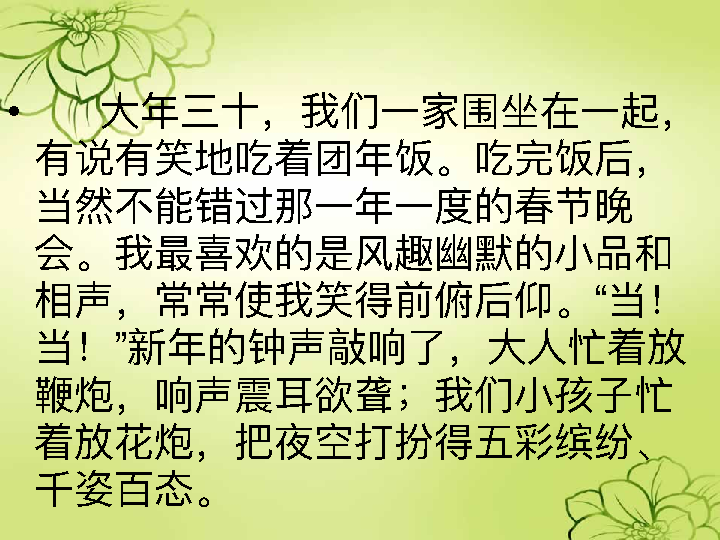 • 大年三十，我们一家围坐在一起，
有说有笑地吃着团年饭。吃完饭后，
当然不能错过那一年一度的春节晚
会。我最喜欢的是风趣幽默的小品和
相声，常常使我笑得前俯后仰。“当！
当！”新年的钟声敲响了，大人忙着放
鞭炮，响声震耳欲聋；我们小孩子忙
着放花炮，把夜空打扮得五彩缤纷、
千姿百态。